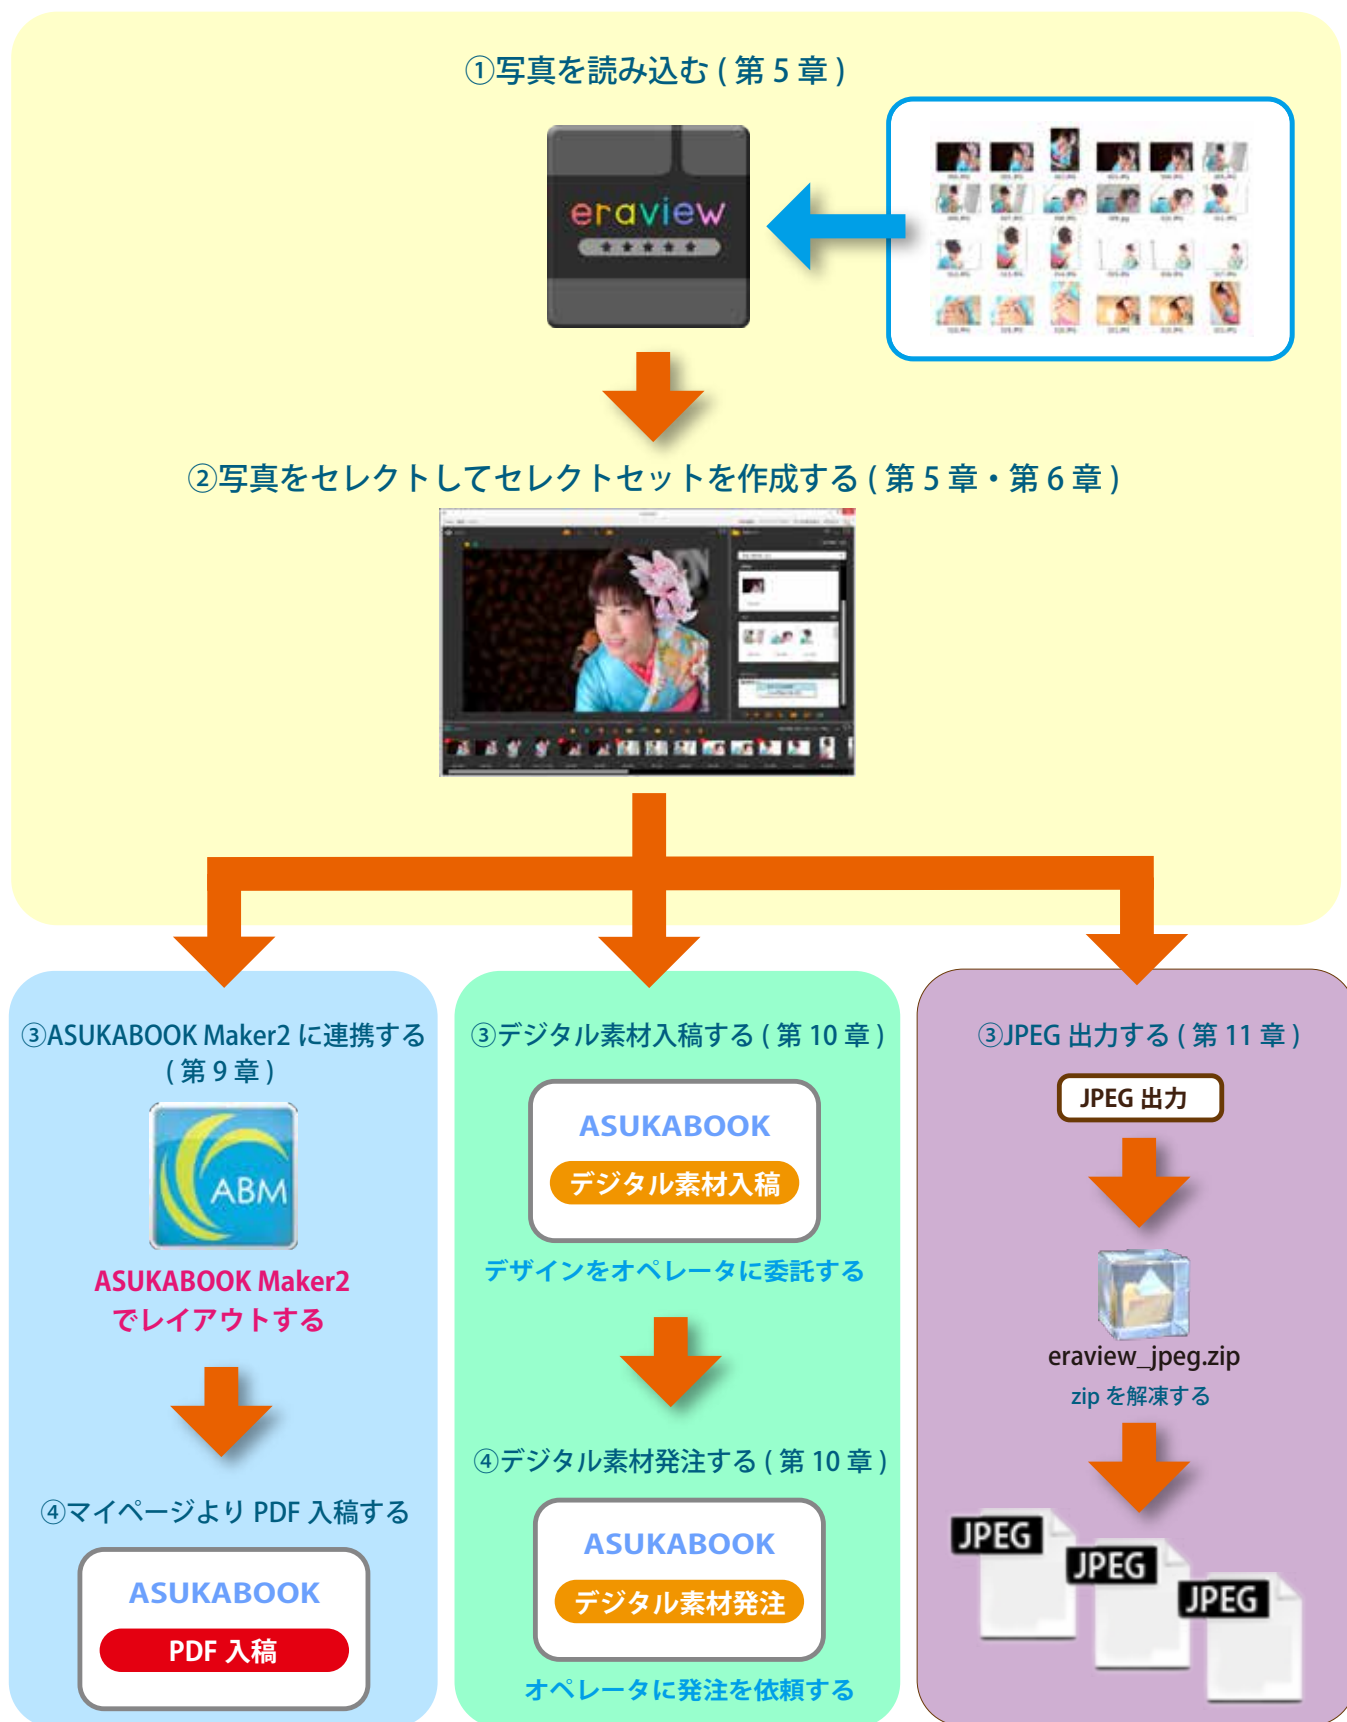 ①写真を読み込む ( 第 5 章 )
eraview
②写真をセレクトしてセレクトセットを作成する ( 第 5 章・第 6 章 )
③ASUKABOOK Maker2 に連携する
( 第 9 章 )
ABM
ASUKABOOK Maker2
でレイアウトする
④マイページより PDF 入稿する
ASUKABOOK
PDF 入稿
③デジタル素材入稿する ( 第 10 章 )
ASUKABOOK
デジタル素材入稿
デザインをオペレータに委託する
④デジタル素材発注する ( 第 10 章 )
ASUKABOOK
デジタル素材発注
オペレータに発注を依頼する
③JPEG 出力する ( 第 11 章 )
JPEG 出力
eraview_jpeg.zip
zip を解凍する
JPEG
JPEG
JPEG